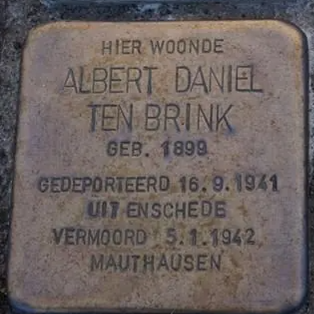 HIER WOONDE
ALBERT DANIEL
TEN BRINK
GEB. 1899
GEDEPORTEERD 16.9.1941
UIT ENSCHEDE
VERMOORD 5.1.1942
MAUTHAUSEN